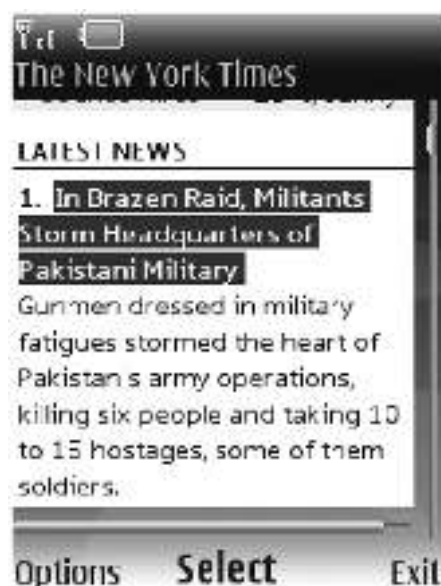 The New York Times
LATEST NEWS
1. In Brazen Raid, Militants
Storm Headquarters of
Pakistani Military
Gunmen dressed in military
fatigues stormed the heart of
Pakistan's army operations,
killing six people and taking 10
to 15 hostages, some of them
soldiers.
Options Select Exit